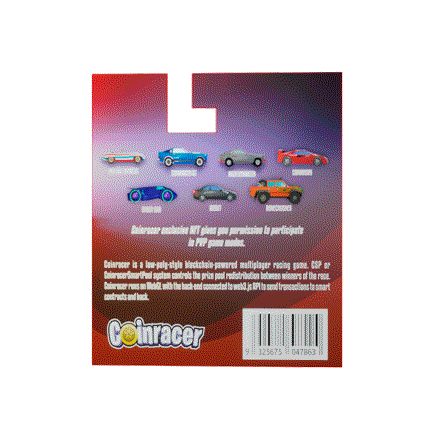 Coinracer exclusive NFT gives you permission to participate
in PVP game modes.
Coinracer is a low-poly-style blockchain-powered multiplayer racing game. CSP or
CoinracerSmartPool system controls the prize pool redistribution between winners of the race.
Coinracer runs on WebGL with the back-end connected to web3.js API to send transactions to smart
contracts and back.
Coinracer
9 325675 047863